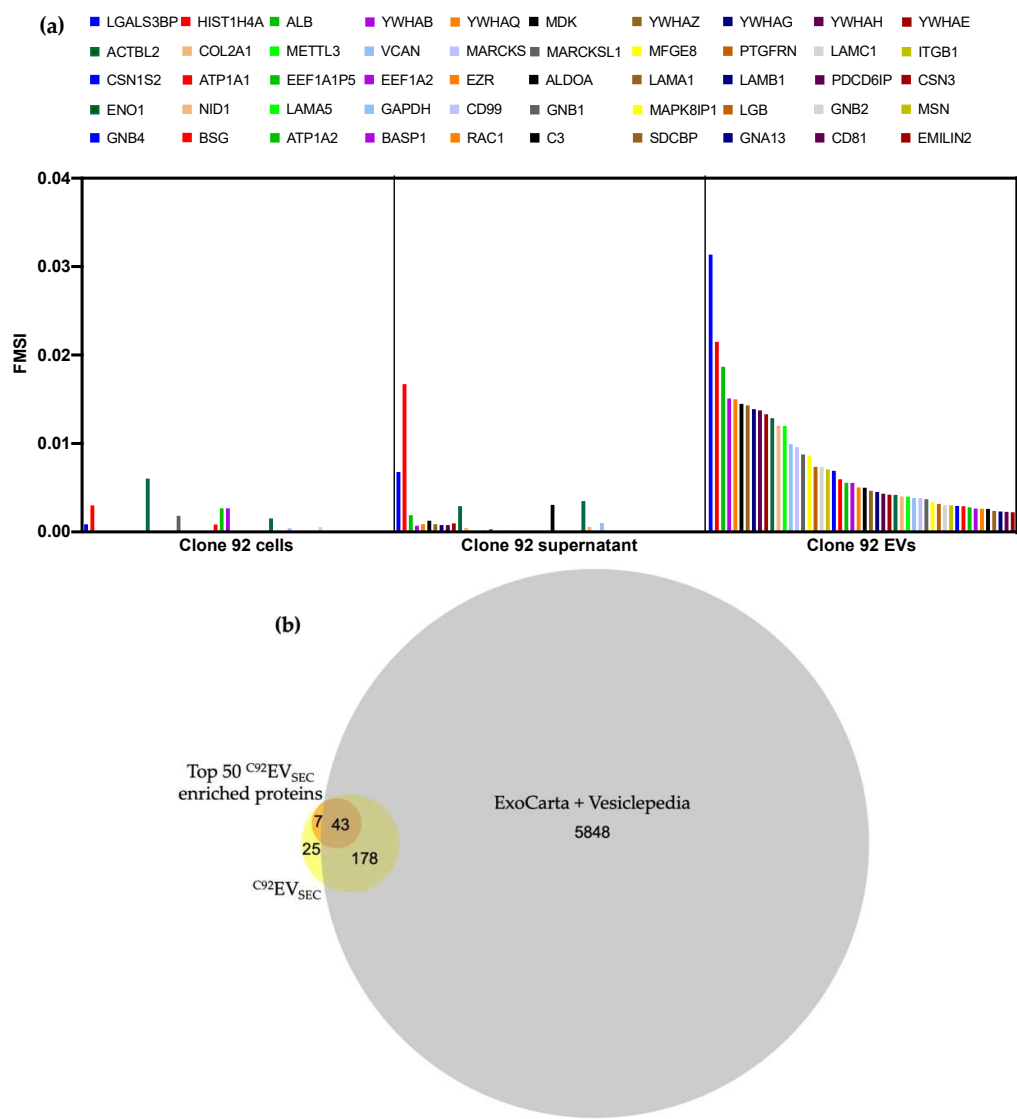 (a)
LGALS3BP HIST1H4A ALB YWHAB YWHAQ MDK YWHAZ YWHAG YWHAH YWHAE
ACTBL2 COL2A1 METTL3 VCAN MARCKS MARCKSL1 MFGE8 PTGFRN LAMC1 ITGB1
CSN1S2 ATP1A1 EEF1A1P5 EEF1A2 EZR ALDOA LAMA1 LAMB1 PDCD6IP CSN3
ENO1 NID1 LAMA5 GAPDH CD99 GNB1 MAPK8IP1 LGB GNB2 MSN
GNB4 BSG ATP1A2 BASP1 RAC1 C3 SDCBP GNA13 CD81 EMILIN2
0.04
0.03
FMSI
0.02
0.01
0.00
Clone 92 cells Clone 92 supernatant Clone 92 EVs
(b)
Top 50 C92EVSEC
enriched proteins
ExoCarta + Vesiclepedia
5848
7 43
25 178
C92EVSEC